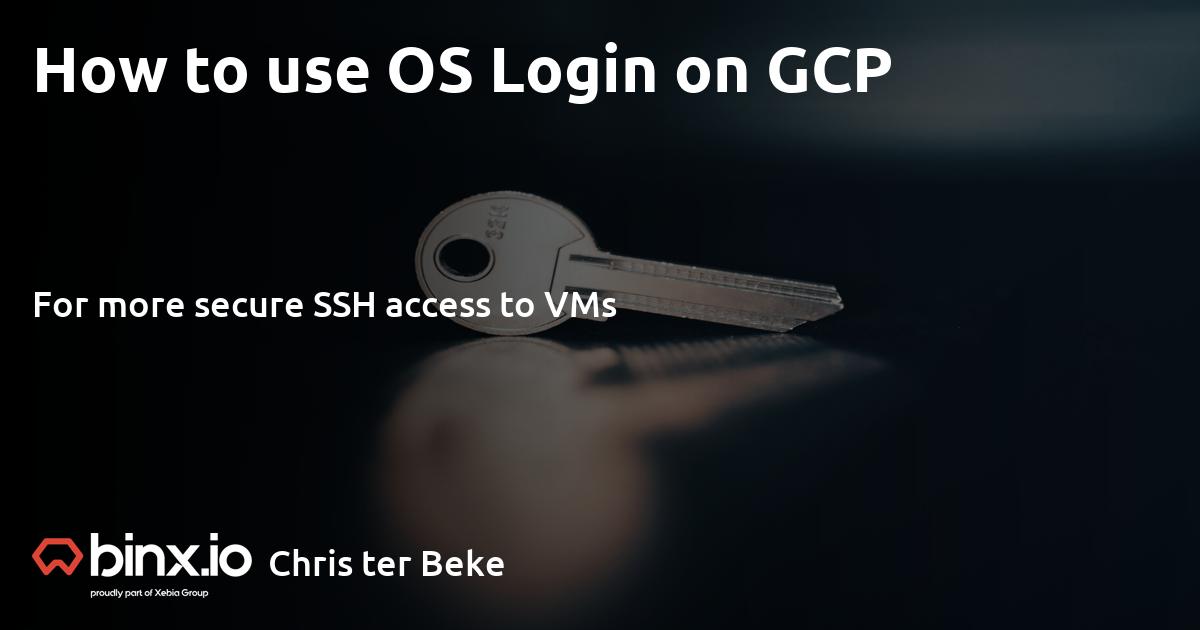 How to use OS Login on GCP
For more secure SSH access to VMs
binx.io
Chris ter Beke
proudly part of Xebia Group